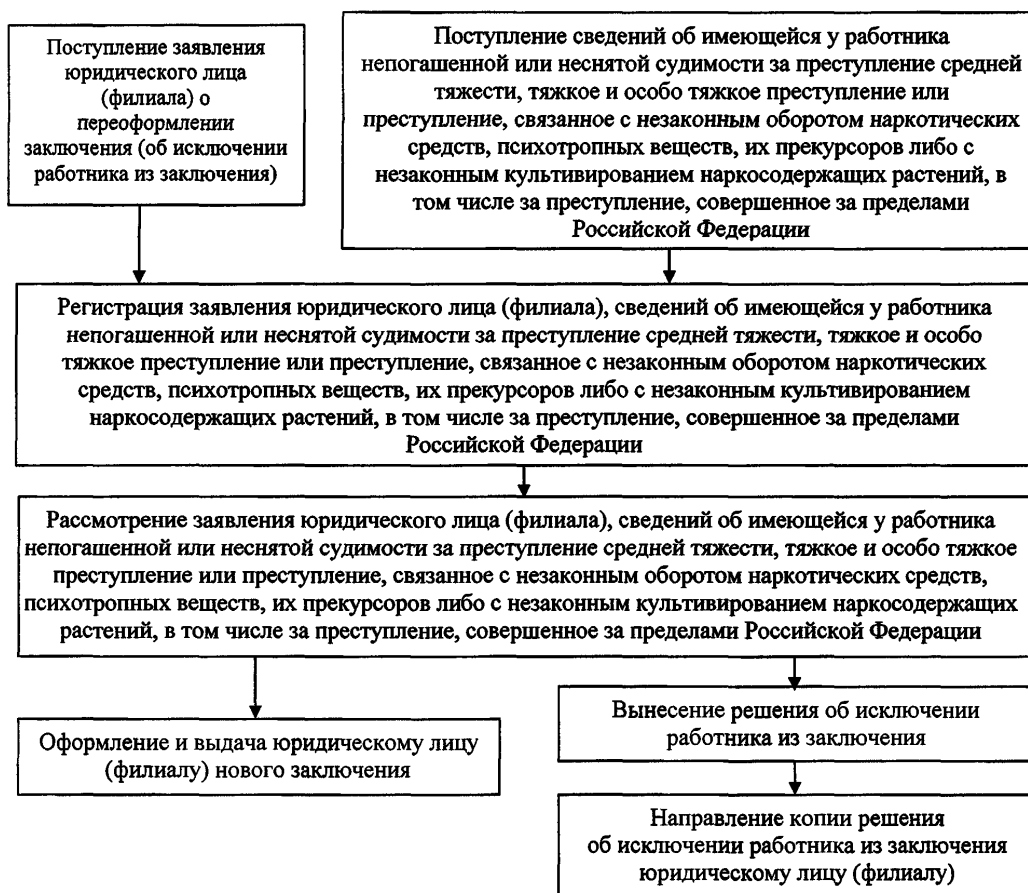 Поступление заявления
юридического лица
(филиала) о
переоформлении
заключения (об исключении
работника из заключения)
Поступление сведений об имеющейся у работника
непогашенной или неснятой судимости за преступление средней
тяжести, тяжкое и особо тяжкое преступление или
преступление, связанное с незаконным оборотом наркотических
средств, психотропных веществ, их прекурсоров либо с
незаконным культивированием наркосодержащих растений, в
том числе за преступление, совершенное за пределами
Российской Федерации
Регистрация заявления юридического лица (филиала), сведений об имеющейся у работника
непогашенной или неснятой судимости за преступление средней тяжести, тяжкое и особо
тяжкое преступление или преступление, связанное с незаконным оборотом наркотических
средств, психотропных веществ, их прекурсоров либо с незаконным культивированием
наркосодержащих растений, в том числе за преступление, совершенное за пределами
Российской Федерации
Рассмотрение заявления юридического лица (филиала), сведений об имеющейся у работника
непогашенной или неснятой судимости за преступление средней тяжести, тяжкое и особо тяжкое
преступление или преступление, связанное с незаконным оборотом наркотических средств,
психотропных веществ, их прекурсоров либо с незаконным культивированием наркосодержащих
растений, в том числе за преступление, совершенное за пределами Российской Федерации
Оформление и выдача юридическому лицу
(филиалу) нового заключения
Вынесение решения об исключении
работника из заключения
Направление копии решения
об исключении работника из заключения
юридическому лицу (филиалу)